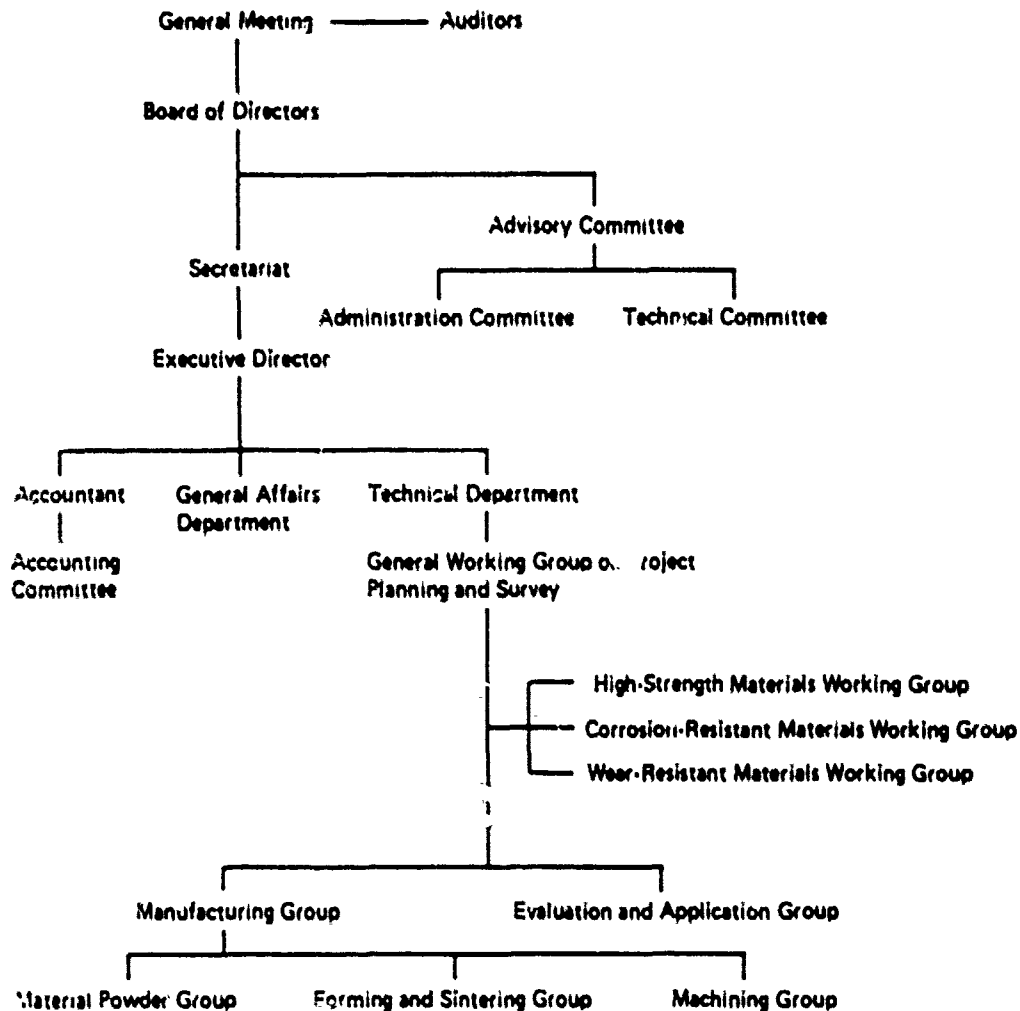 General Meeting
Auditors
Board of Directors
Advisory Committee
Secretariat
Administration Committee
Technical Committee
Executive Director
Accountant
General Affairs
Department
Technical Department
Accounting
Committee
General Working Group
Planning and Survey
High-Strength Materials Working Group
Corrosion-Resistant Materials Working Group
Wear-Resistant Materials Working Group
Manufacturing Group
Evaluation and Application Group
Material Powder Group
Forming and Sintering Group
Machining Group